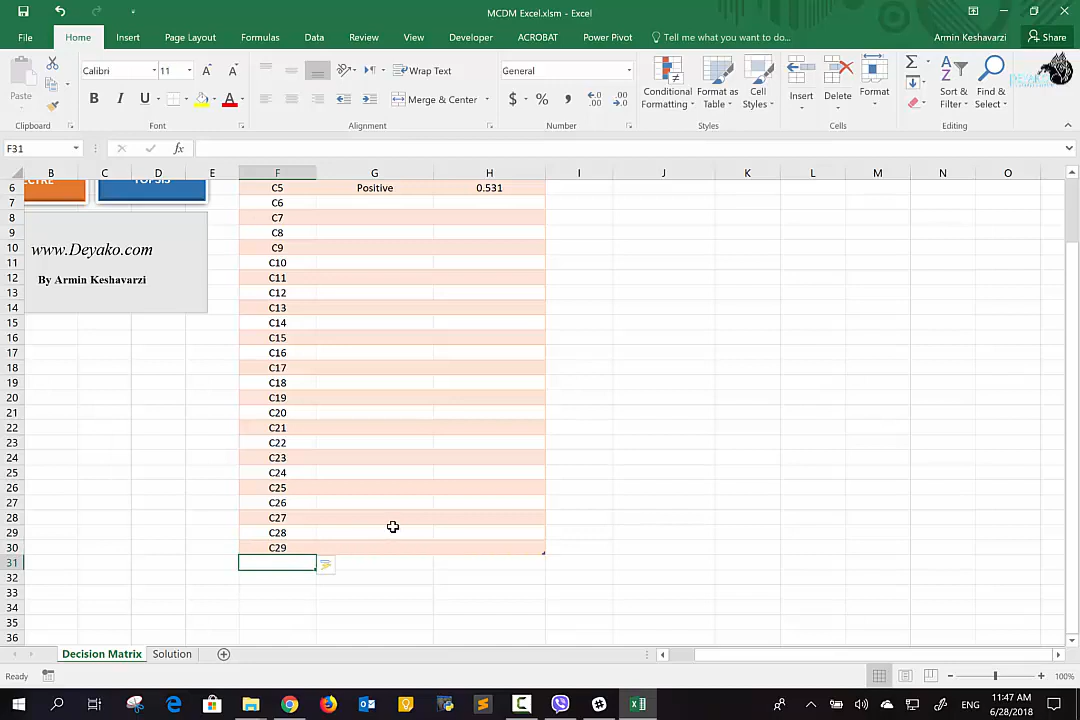 MCDM Excel.xlsm - Excel
File Home Insert Page Layout Formulas Data Review View Developer ACROBAT Power Pivot Tell me what you want to do... Armin Keshavarzi Share
Paste
Calibri 11 A A
B I U A
Wrap Text
Merge & Center
General
$ % , .00
Conditional Formatting
Format as Table
Cell Styles
Insert
Delete
Format
Sort & Filter
Find & Select
DEYAKO
Clipboard Font Alignment Number Styles Cells Editing
F31 fx
B C D E F G H I J K L M N O
TOPSIS
6 C5 Positive 0.531
7 C6
8 C7
9 C8
www.Deyako.com
10 C9
11 C10
By Armin Keshavarzi
12 C11
13 C12
14 C13
15 C14
16 C15
17 C16
18 C17
19 C18
20 C19
21 C20
22 C21
23 C22
24 C23
25 C24
26 C25
27 C26
28 C27
29 C28
30 C29
31
32
33
34
35
36
Decision Matrix Solution
Ready 100%
11:47 AM
ENG
6/28/2018